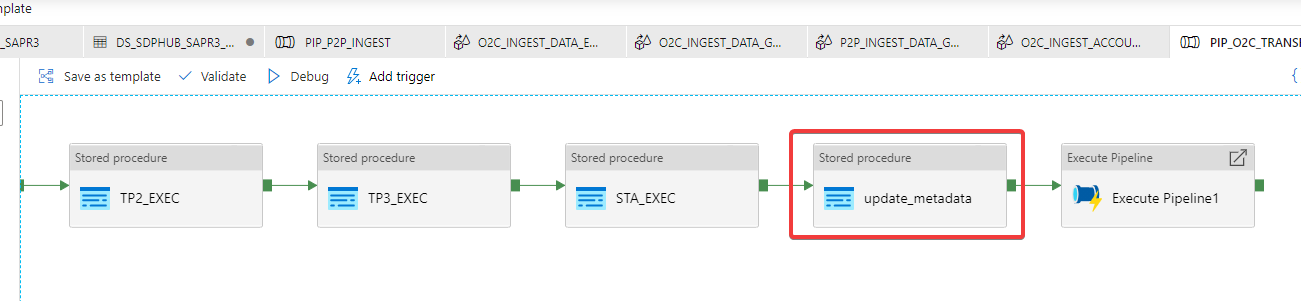 mplate
_SAPR3
DS_SDPHUB_SAPR3_...
PIP_P2P_INGEST
O2C_INGEST_DATA_E...
O2C_INGEST_DATA_G...
P2P_INGEST_DATA_G...
O2C_INGEST_ACCOU...
PIP_O2C_TRANS
Save as template
Validate
Debug
Add trigger
{
Stored procedure
TP2_EXEC
Stored procedure
TP3_EXEC
Stored procedure
STA_EXEC
Stored procedure
update_metadata
Execute Pipeline
Execute Pipeline1